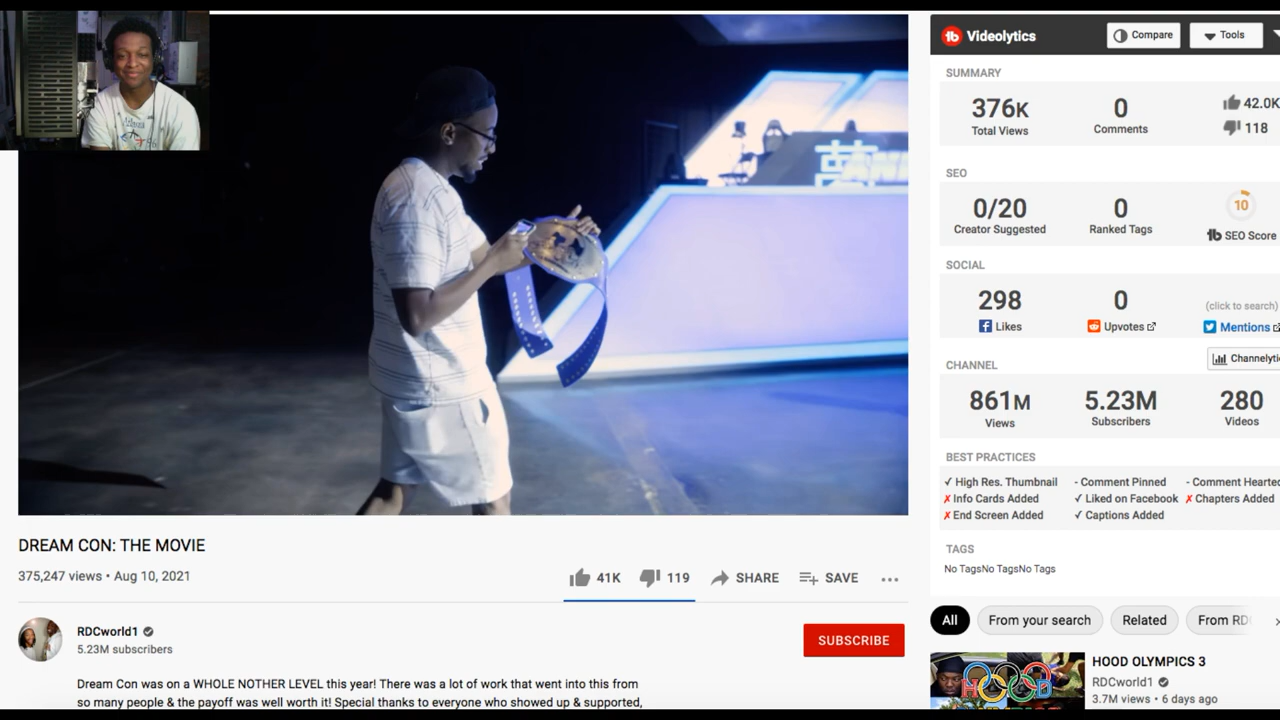 DREAM CON: THE MOVIE
375,247 views • Aug 10, 2021
41K 119 SHARE SAVE ...
RDCworld1
5.23M subscribers
SUBSCRIBE
Dream Con was on a WHOLE NOTHER LEVEL this year! There was a lot of work that went into this from
so many people & the payoff was well worth it! Special thanks to everyone who showed up & supported,
tb Videolytics Compare Tools
SUMMARY
376K 0 42.0K
Total Views Comments 118
SEO
0/20 0 10
Creator Suggested Ranked Tags tb SEO Score
SOCIAL
298 0 (click to search)
Likes Upvotes Mentions
Channelyti
CHANNEL
861M 5.23M 280
Views Subscribers Videos
BEST PRACTICES
✓ High Res. Thumbnail - Comment Pinned - Comment Hearted
✗ Info Cards Added ✓ Liked on Facebook ✗ Chapters Added
✗ End Screen Added ✓ Captions Added
TAGS
No TagsNo TagsNo Tags
All From your search Related From RD
HOOD
HOOD OLYMPICS 3
RDCworld1
3.7M views • 6 days ago